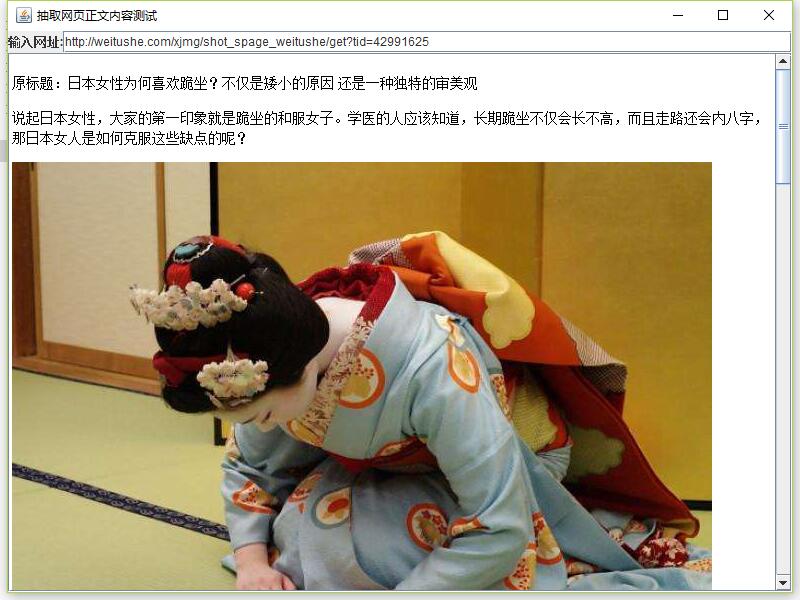 抽取网页正文内容测试
输入网址:http://weitushe.com/xjmg/shot_spage_weitushe/get?tid=42991625
原标题：日本女性为何喜欢跪坐？不仅是矮小的原因 还是一种独特的审美观
说起日本女性，大家的第一印象就是跪坐的和服女子。学医的人应该知道，长期跪坐不仅会长不高，而且走路还会内八字，
那日本女人是如何克服这些缺点的呢？